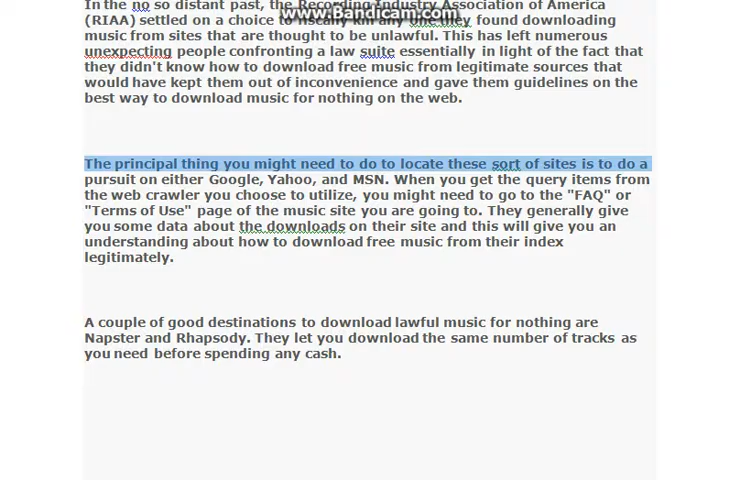 In the no so distant past, the Recording Industry Association of America
www.Bandicam.com
(RIAA) settled on a choice to fiscally kill any time they found downloading
music from sites that are thought to be unlawful. This has left numerous
unexpecting people confronting a law suite essentially in light of the fact that
they didn't know how to download free music from legitimate sources that
would have kept them out of inconvenience and gave them guidelines on the
best way to download music for nothing on the web.
The principal thing you might need to do to locate these sort of sites is to do a
pursuit on either Google, Yahoo, and MSN. When you get the query items from
the web crawler you choose to utilize, you might need to go to the "FAQ" or
"Terms of Use" page of the music site you are going to. They generally give
you some data about the downloads on their site and this will give you an
understanding about how to download free music from their index
legitimately.
A couple of good destinations to download lawful music for nothing are
Napster and Rhapsody. They let you download the same number of tracks as
you need before spending any cash.